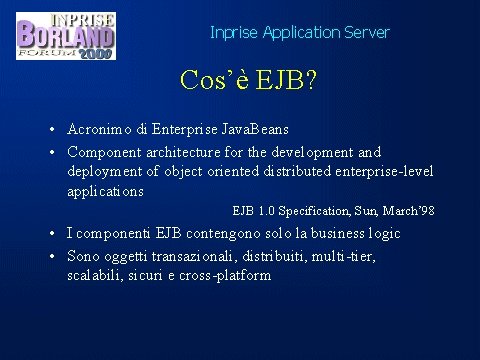 INPRISE
BORLAND
FORUM 2000
Inprise Application Server
Cos'è EJB?
• Acronimo di Enterprise JavaBeans
• Component architecture for the development and
deployment of object oriented distributed enterprise-level
applications
EJB 1.0 Specification, Sun, March'98
• I componenti EJB contengono solo la business logic
• Sono oggetti transazionali, distribuiti, multi-tier,
scalabili, sicuri e cross-platform